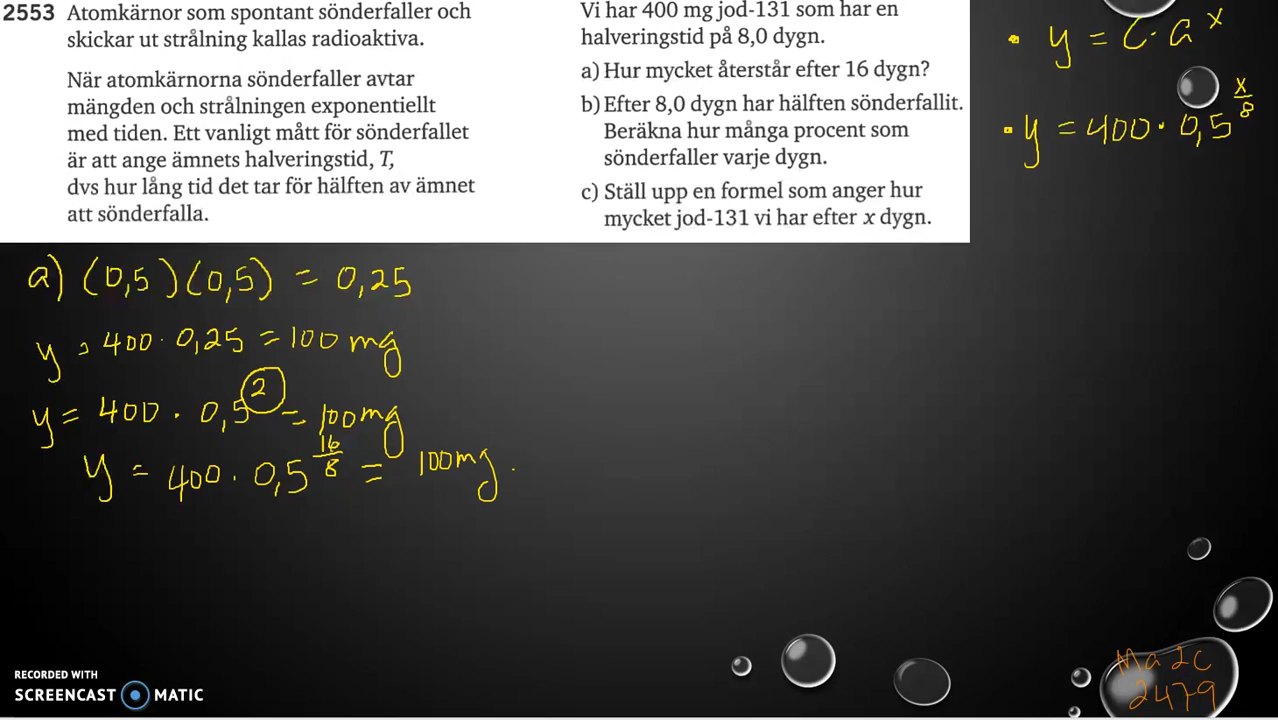 2553 Atomkärnor som spontant sönderfaller och
skickar ut strålning kallas radioaktiva.
När atomkärnorna sönderfaller avtar
mängden och strålningen exponentiellt
med tiden. Ett vanligt mått för sönderfallet
är att ange ämnets halveringstid, T,
dvs hur lång tid det tar för hälften av ämnet
att sönderfalla.
Vi har 400 mg jod-131 som har en
halveringstid på 8,0 dygn.
a) Hur mycket återstår efter 16 dygn?
b) Efter 8,0 dygn har hälften sönderfallit.
Beräkna hur många procent som
sönderfaller varje dygn.
c) Ställ upp en formel som anger hur
mycket jod-131 vi har efter x dygn.
• y = C · a^x
• y = 400 · 0,5^(x/8)
a) (0,5)(0,5) = 0,25
y = 400 · 0,25 = 100 mg
y = 400 · 0,5^2 = 100 mg
y = 400 · 0,5^(16/8) = 100 mg.
RECORDED WITH
SCREENCAST MATIC
Ma 2c
2479